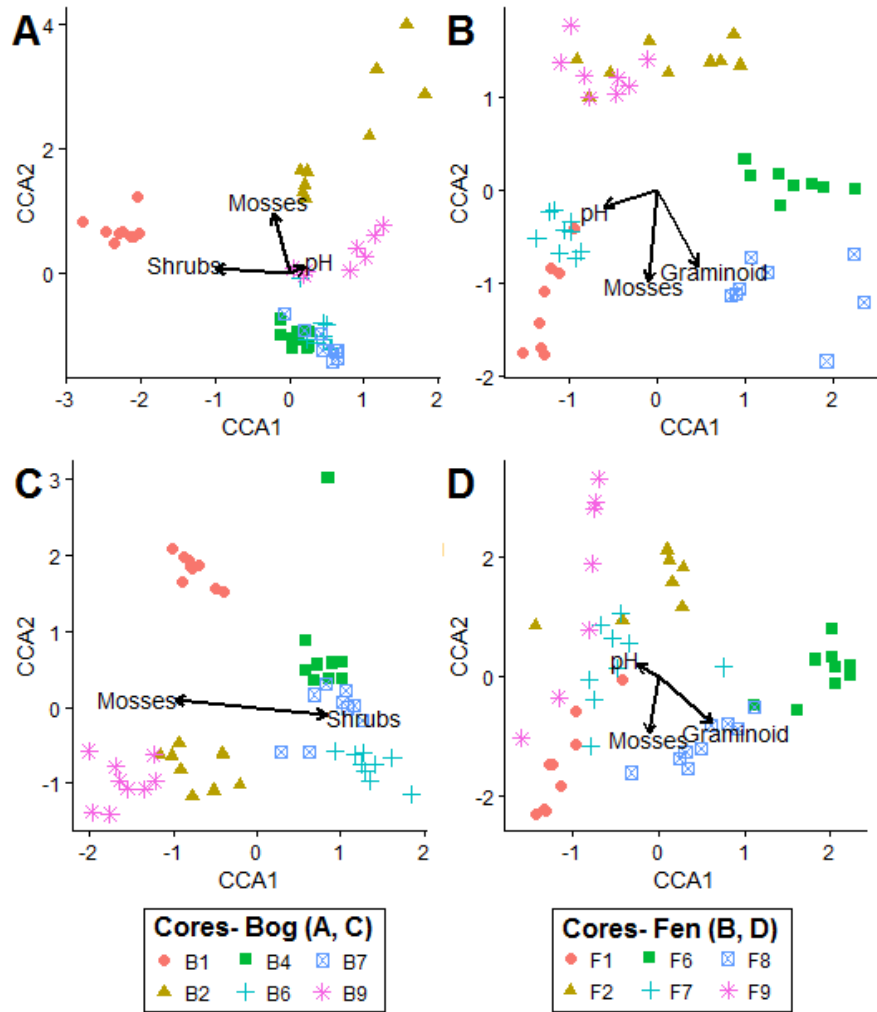 A
B
4
2
0
CCA2
Mosses
Shrubs
pH
-3
-2
-1
0
1
2
CCA1
1
0
-1
-2
CCA2
pH
Mosses
Graminoid
-1
0
1
2
CCA1
C
D
3
2
1
0
-1
CCA2
Mosses
Shrubs
-2
-1
0
1
2
CCA1
2
0
-2
CCA2
pH
Mosses
Graminoid
-1
0
1
2
CCA1
Cores- Bog (A, C)
B1 B4 B7
B2 B6 B9
Cores- Fen (B, D)
F1 F6 F8
F2 F7 F9